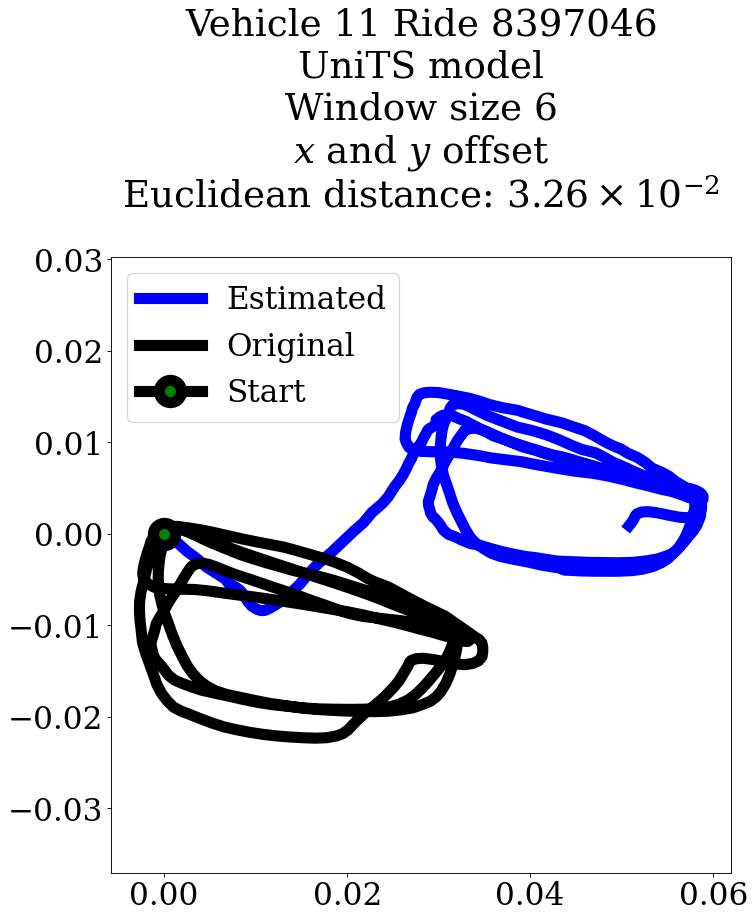 Vehicle 11 Ride 8397046
UniTS model
Window size 6
x and y offset
Euclidean distance: 3.26 × 10⁻²
0.03
0.02
0.01
0.00
−0.01
−0.02
−0.03
Estimated
Original
Start
0.00 0.02 0.04 0.06